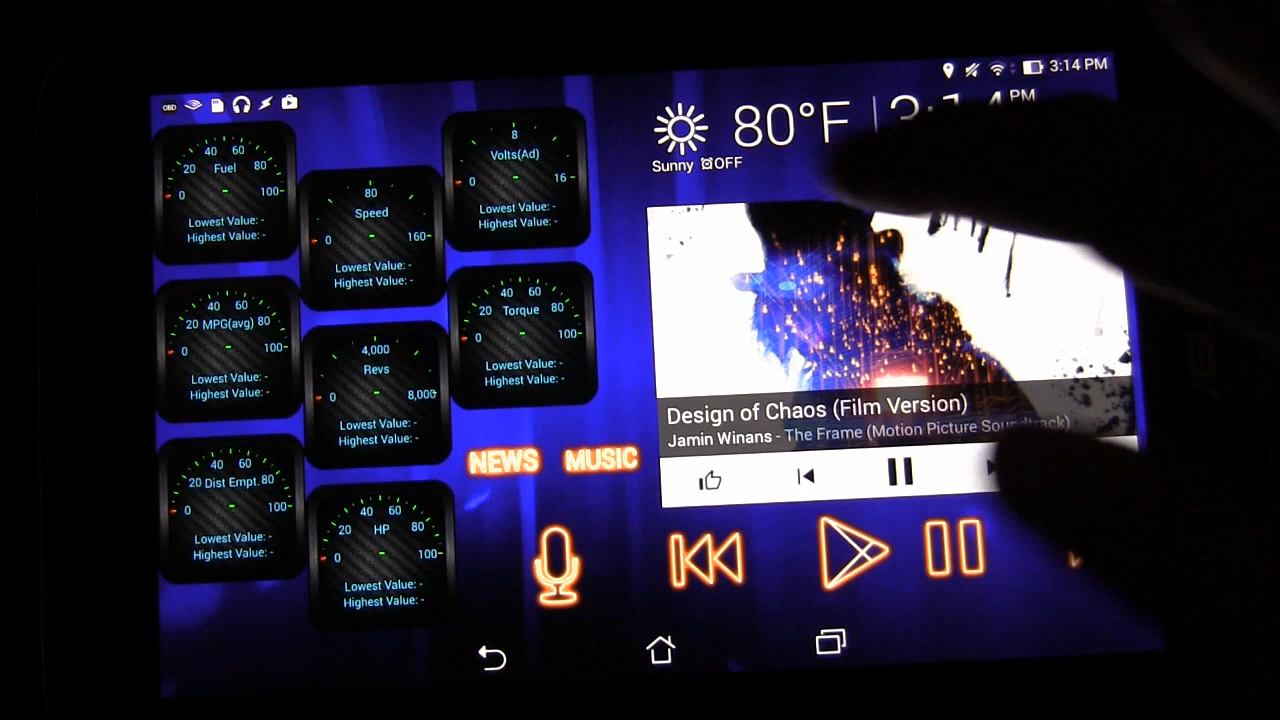 OBD
3:14 PM
80°F
PM
Sunny OFF
40 60
20 Fuel 80
0 100
Lowest Value: -
Highest Value: -
80
Speed
0 160
Lowest Value: -
Highest Value: -
8
Volts(Ad)
0 16
Lowest Value: -
Highest Value: -
40 60
20 MPG(avg) 80
0 100
Lowest Value: -
Highest Value: -
4,000
Revs
0 8,000
Lowest Value: -
Highest Value: -
40 60
20 Torque 80
0 100
Lowest Value: -
Highest Value: -
40 60
20 Dist Empt. 80
0 100
Lowest Value: -
Highest Value: -
40 60
20 HP 80
0 100
Lowest Value: -
Highest Value: -
NEWS MUSIC
Design of Chaos (Film Version)
Jamin Winans - The Frame (Motion Picture Soundtrack)